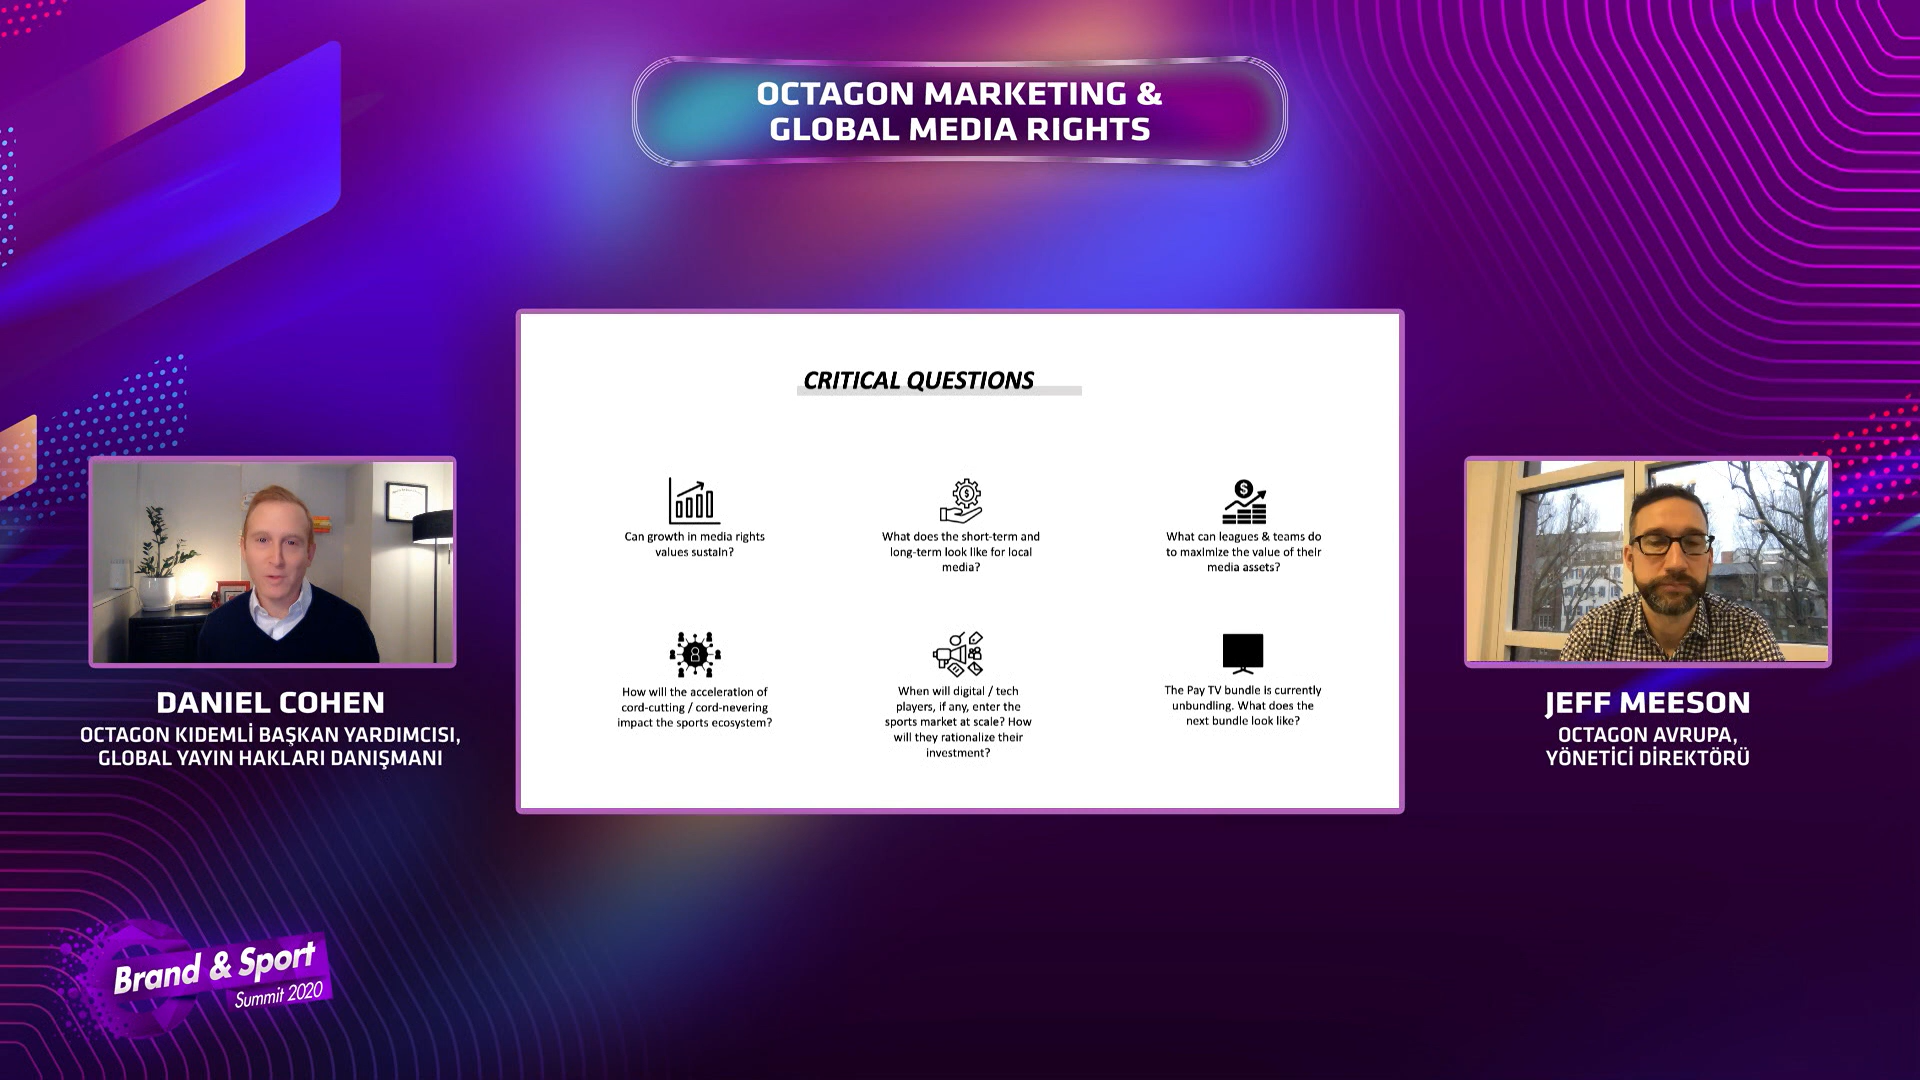 OCTAGON MARKETING &
GLOBAL MEDIA RIGHTS
CRITICAL QUESTIONS
Can growth in media rights
values sustain?
What does the short-term and
long-term look like for local
media?
What can leagues & teams do
to maximize the value of their
media assets?
How will the acceleration of
cord-cutting / cord-nevering
impact the sports ecosystem?
When will digital / tech
players, if any, enter the
sports market at scale? How
will they rationalize their
investment?
The Pay TV bundle is currently
unbundling. What does the
next bundle look like?
DANIEL COHEN
OCTAGON KIDEMLİ BAŞKAN YARDIMCISI,
GLOBAL YAYIN HAKLARI DANIŞMANI
JEFF MEESON
OCTAGON AVRUPA,
YÖNETİCİ DİREKTÖRÜ
Brand & Sport
Summit 2020